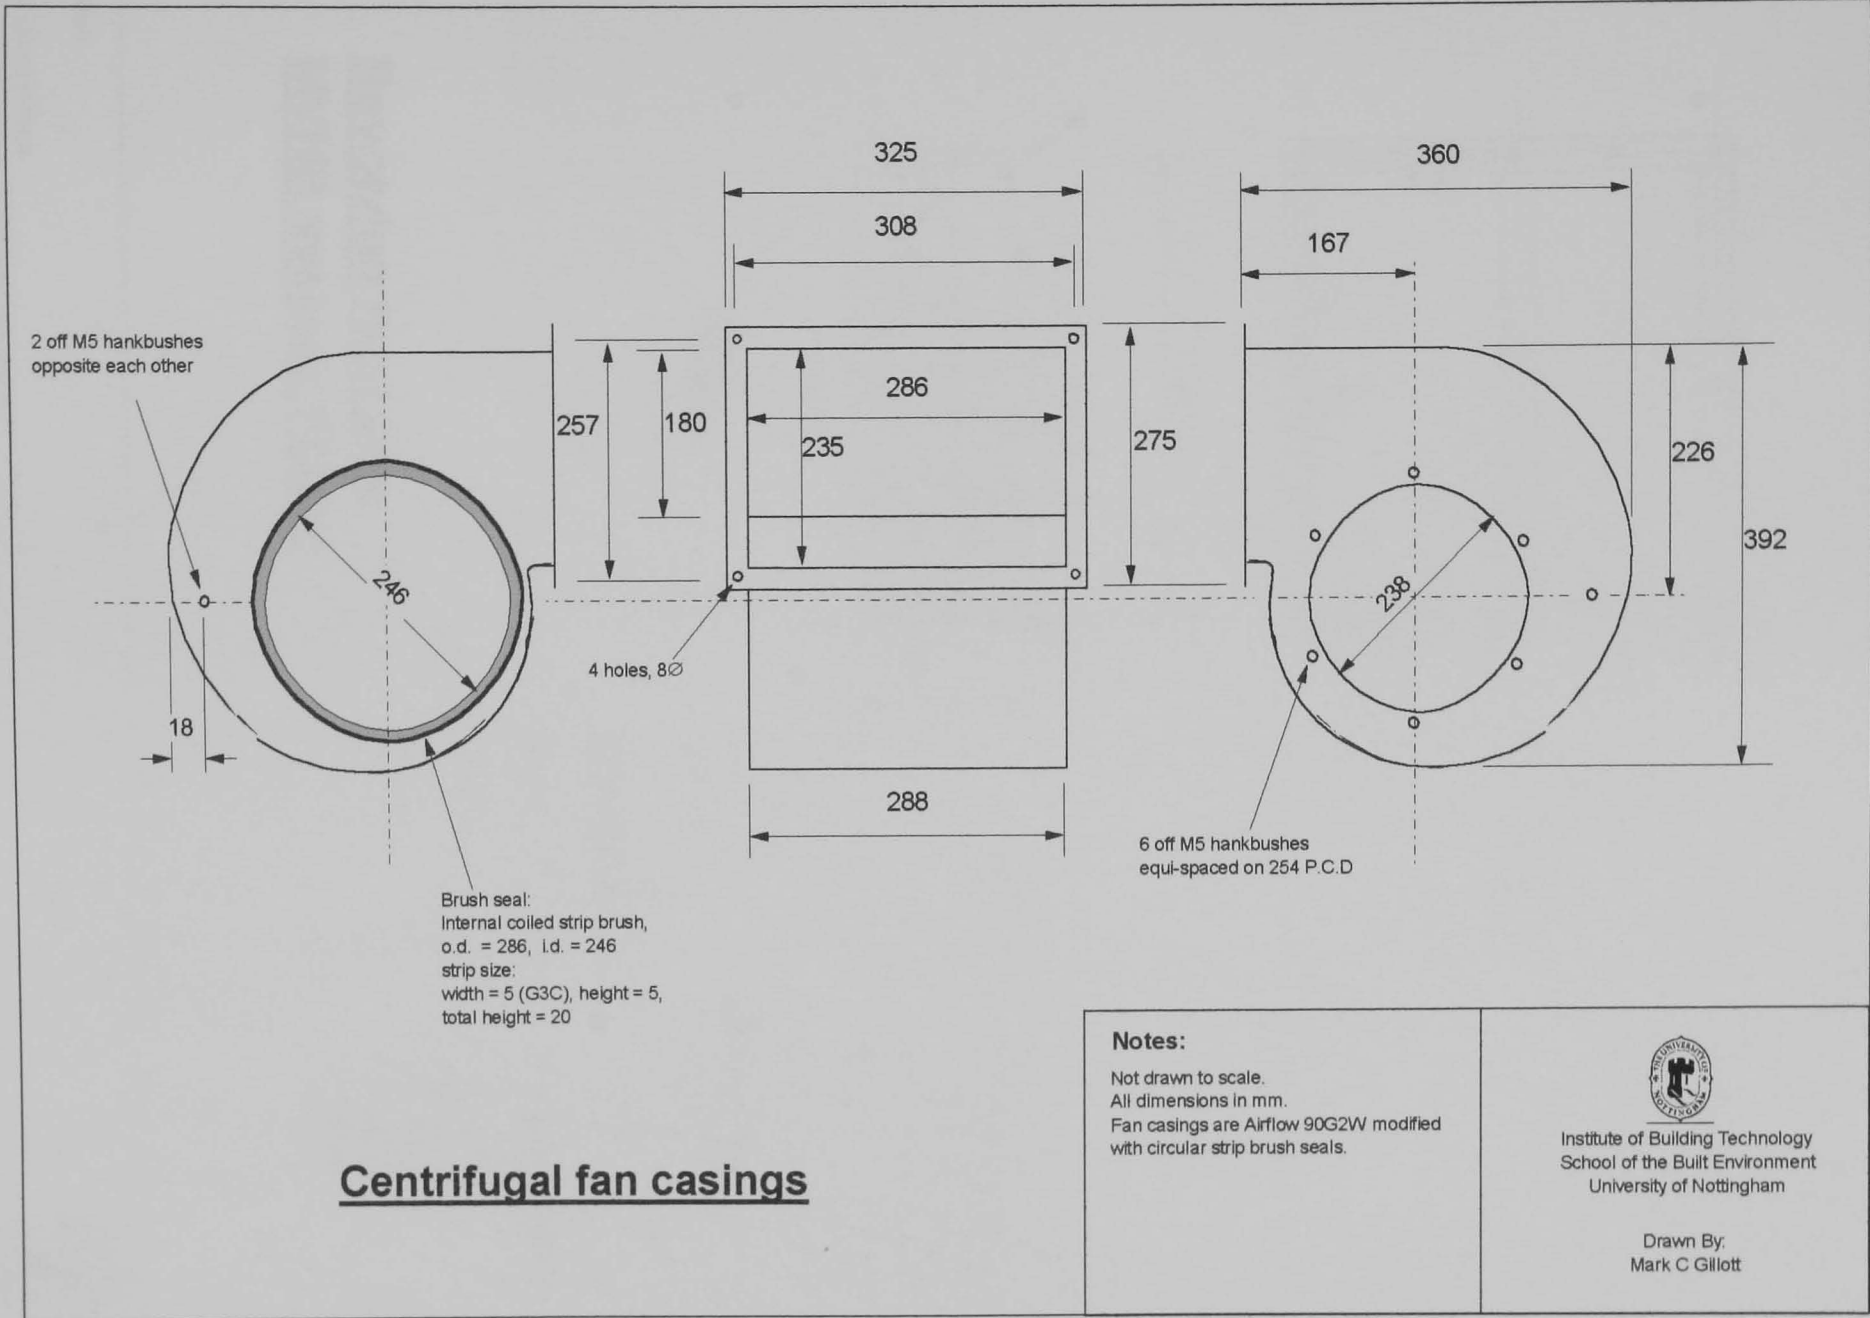 325
360
308
167
2 off M5 hankbushes
opposite each other
286
257
180
235
275
226
392
246
238
4 holes, 8∅
18
288
6 off M5 hankbushes
equi-spaced on 254 P.C.D
Brush seal:
Internal coiled strip brush,
o.d. = 286, i.d. = 246
strip size:
width = 5 (G3C), height = 5,
total height = 20
Notes:
Not drawn to scale.
All dimensions in mm.
Fan casings are Airflow 90G2W modified
with circular strip brush seals.
THE UNIVERSITY OF
NOTTINGHAM
Institute of Building Technology
School of the Built Environment
University of Nottingham
Drawn By:
Mark C Gillott
Centrifugal fan casings